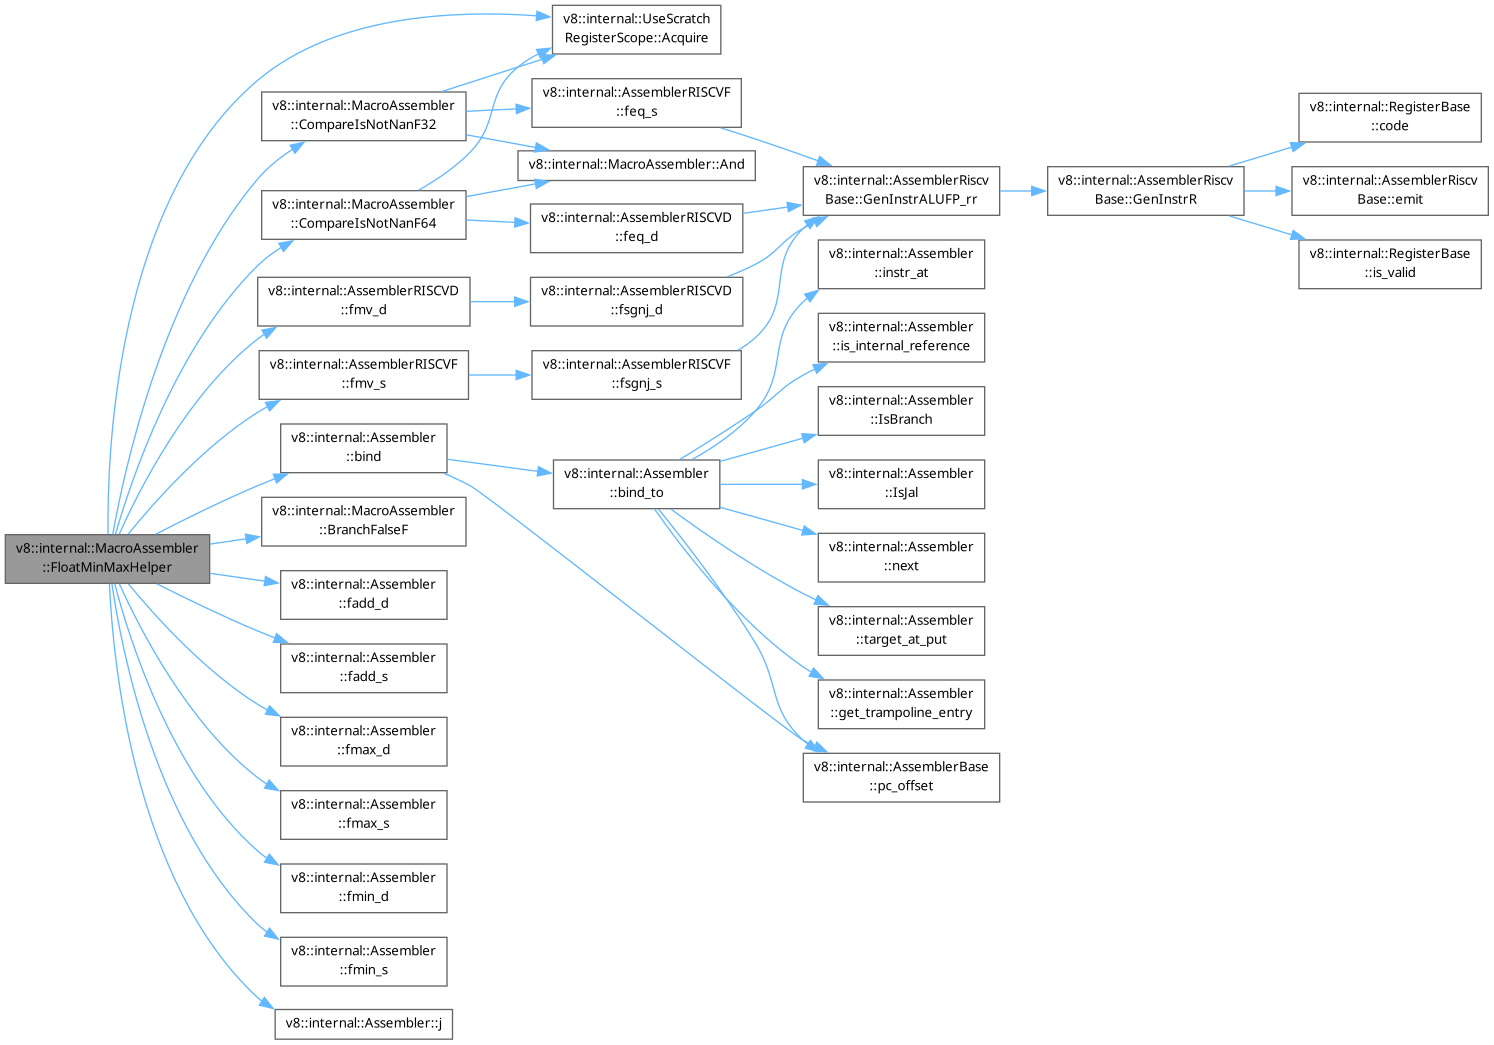 v8::internal::MacroAssembler
::FloatMinMaxHelper
v8::internal::UseScratch
RegisterScope::Acquire
v8::internal::MacroAssembler
::CompareIsNotNanF32
v8::internal::MacroAssembler
::CompareIsNotNanF64
v8::internal::AssemblerRISCVD
::fmv_d
v8::internal::AssemblerRISCVF
::fmv_s
v8::internal::Assembler
::bind
v8::internal::MacroAssembler
::BranchFalseF
v8::internal::Assembler
::fadd_d
v8::internal::Assembler
::fadd_s
v8::internal::Assembler
::fmax_d
v8::internal::Assembler
::fmax_s
v8::internal::Assembler
::fmin_d
v8::internal::Assembler
::fmin_s
v8::internal::Assembler::j
v8::internal::AssemblerRISCVF
::feq_s
v8::internal::MacroAssembler::And
v8::internal::AssemblerRISCVD
::feq_d
v8::internal::AssemblerRISCVD
::fsgnj_d
v8::internal::AssemblerRISCVF
::fsgnj_s
v8::internal::Assembler
::bind_to
v8::internal::AssemblerRiscv
Base::GenInstrALUFP_rr
v8::internal::Assembler
::instr_at
v8::internal::Assembler
::is_internal_reference
v8::internal::Assembler
::IsBranch
v8::internal::Assembler
::IsJal
v8::internal::Assembler
::next
v8::internal::Assembler
::target_at_put
v8::internal::Assembler
::get_trampoline_entry
v8::internal::AssemblerBase
::pc_offset
v8::internal::AssemblerRiscv
Base::GenInstrR
v8::internal::RegisterBase
::code
v8::internal::AssemblerRiscv
Base::emit
v8::internal::RegisterBase
::is_valid